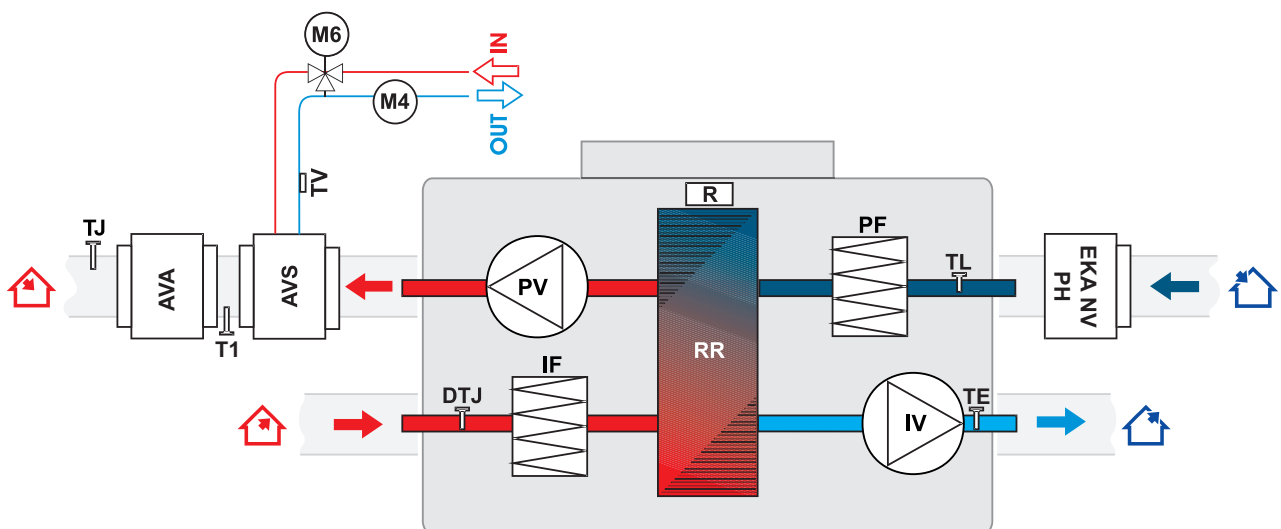 M6
IN
M4
OUT
TV
R
TJ
PF
TL
AVA
AVS
EKA NV
PH
PV
T1
RR
IF
DTJ
TE
IV